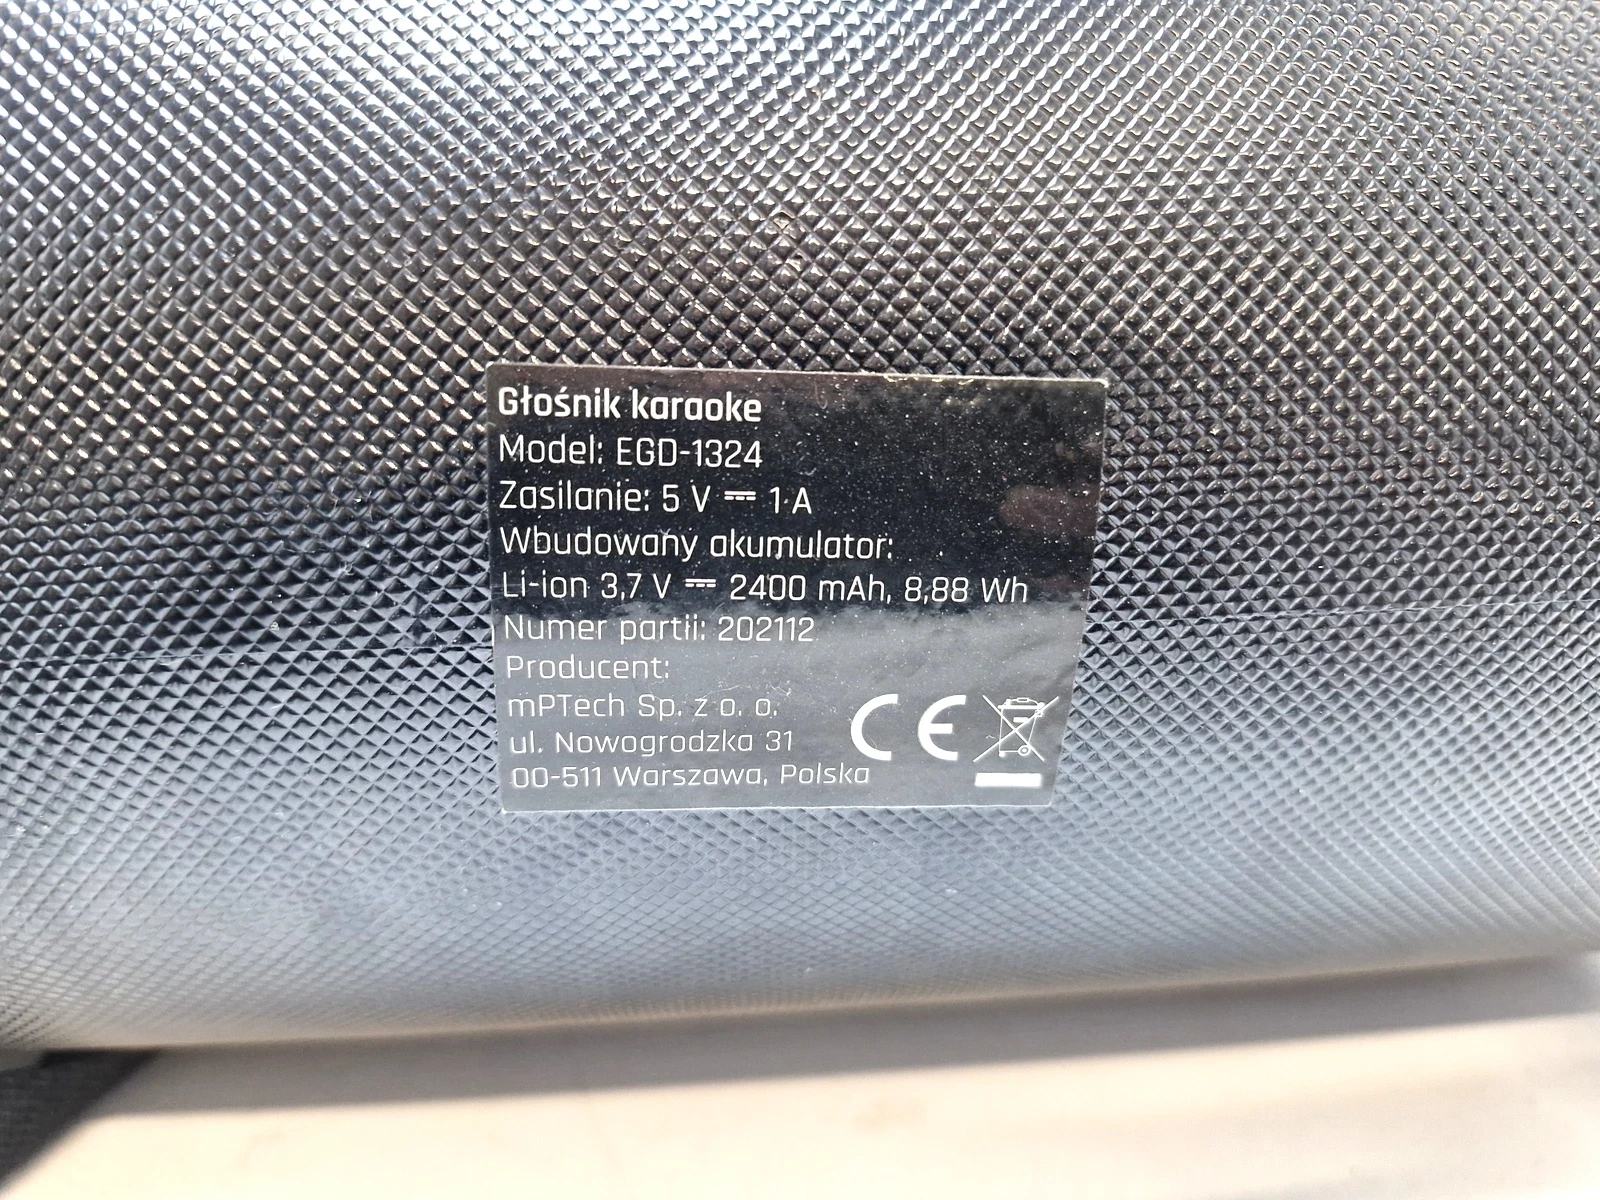 Głośnik karaoke
Model: EGD-1324
Zasilanie: 5 V ⎓ 1 A
Wbudowany akumulator:
Li-ion 3,7 V ⎓ 2400 mAh, 8,88 Wh
Numer partii: 202112
Producent:
mPTech Sp. z o. o.
ul. Nowogrodzka 31
00-511 Warszawa, Polska
CE